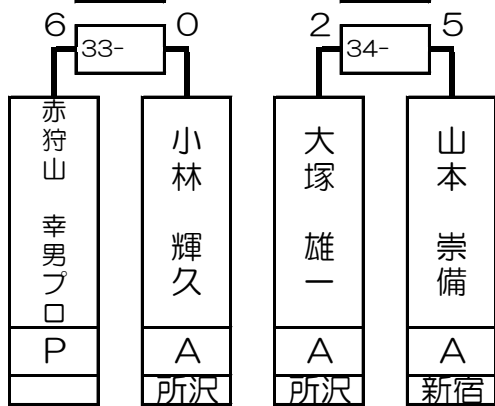 6 0 2 5
33- 34-
赤狩山 幸男プロ
小林 輝久
大塚 雄一
山本 崇備
P A A A
所沢 所沢 新宿